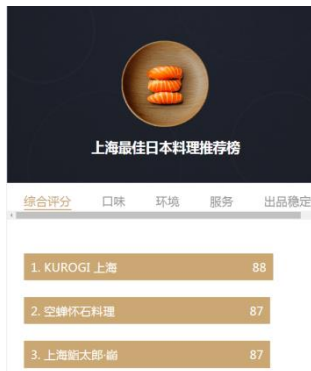 上海最佳日本料理推荐榜
综合评分 口味 环境 服务 出品稳定
1. KUROGI 上海 88
2. 空蝉怀石料理 87
3. 上海鮨太郎·崩 87